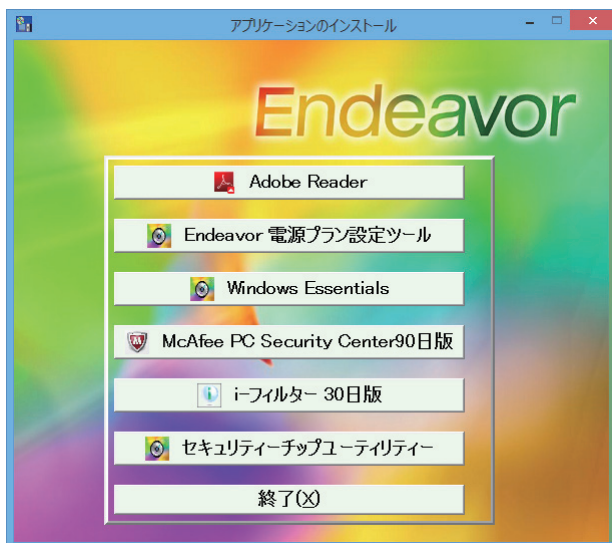 アプリケーションのインストール
Endeavor
Adobe Reader
Endeavor 電源プラン設定ツール
Windows Essentials
McAfee PC Security Center90日版
i-フィルター 30日版
セキュリティーチップユーティリティー
終了(X)